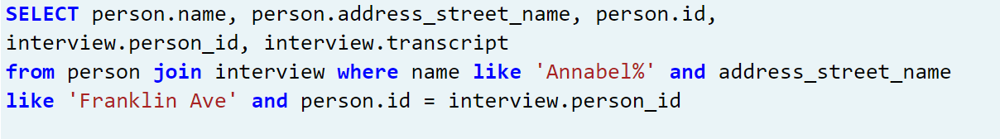 SELECT person.name, person.address_street_name, person.id,
interview.person_id, interview.transcript
from person join interview where name like 'Annabel%' and address_street_name
like 'Franklin Ave' and person.id = interview.person_id